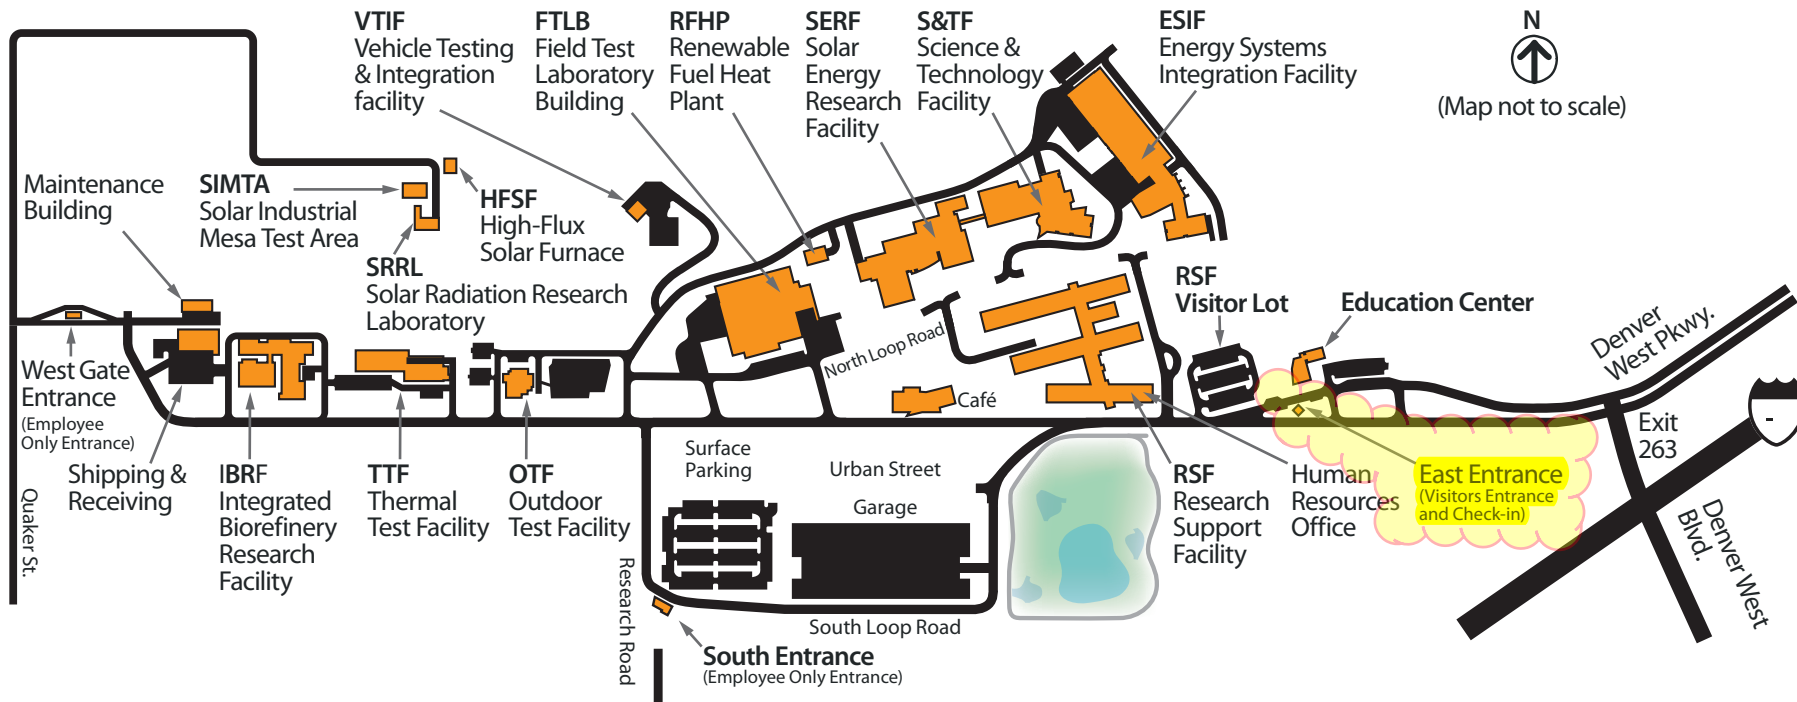 VTIF
Vehicle Testing
& Integration
facility
FTLB
Field Test
Laboratory
Building
RFHP
Renewable
Fuel Heat
Plant
SERF
Solar
Energy
Research
Facility
S&TF
Science &
Technology
Facility
ESIF
Energy Systems
Integration Facility
N
(Map not to scale)
Maintenance
Building
SIMTA
Solar Industrial
Mesa Test Area
HFSF
High-Flux
Solar Furnace
SRRL
Solar Radiation Research
Laboratory
RSF
Visitor Lot
Education Center
Denver
West Pkwy.
North Loop Road
Café
West Gate
Entrance
(Employee
Only Entrance)
Shipping &
Receiving
IBRF
Integrated
Biorefinery
Research
Facility
TTF
Thermal
Test Facility
OTF
Outdoor
Test Facility
Surface
Parking
Urban Street
Garage
RSF
Research
Support
Facility
Human
Resources
Office
East Entrance
(Visitors Entrance
and Check-in)
Exit
263
-
Denver West
Blvd.
Quaker St.
Research Road
South Loop Road
South Entrance
(Employee Only Entrance)